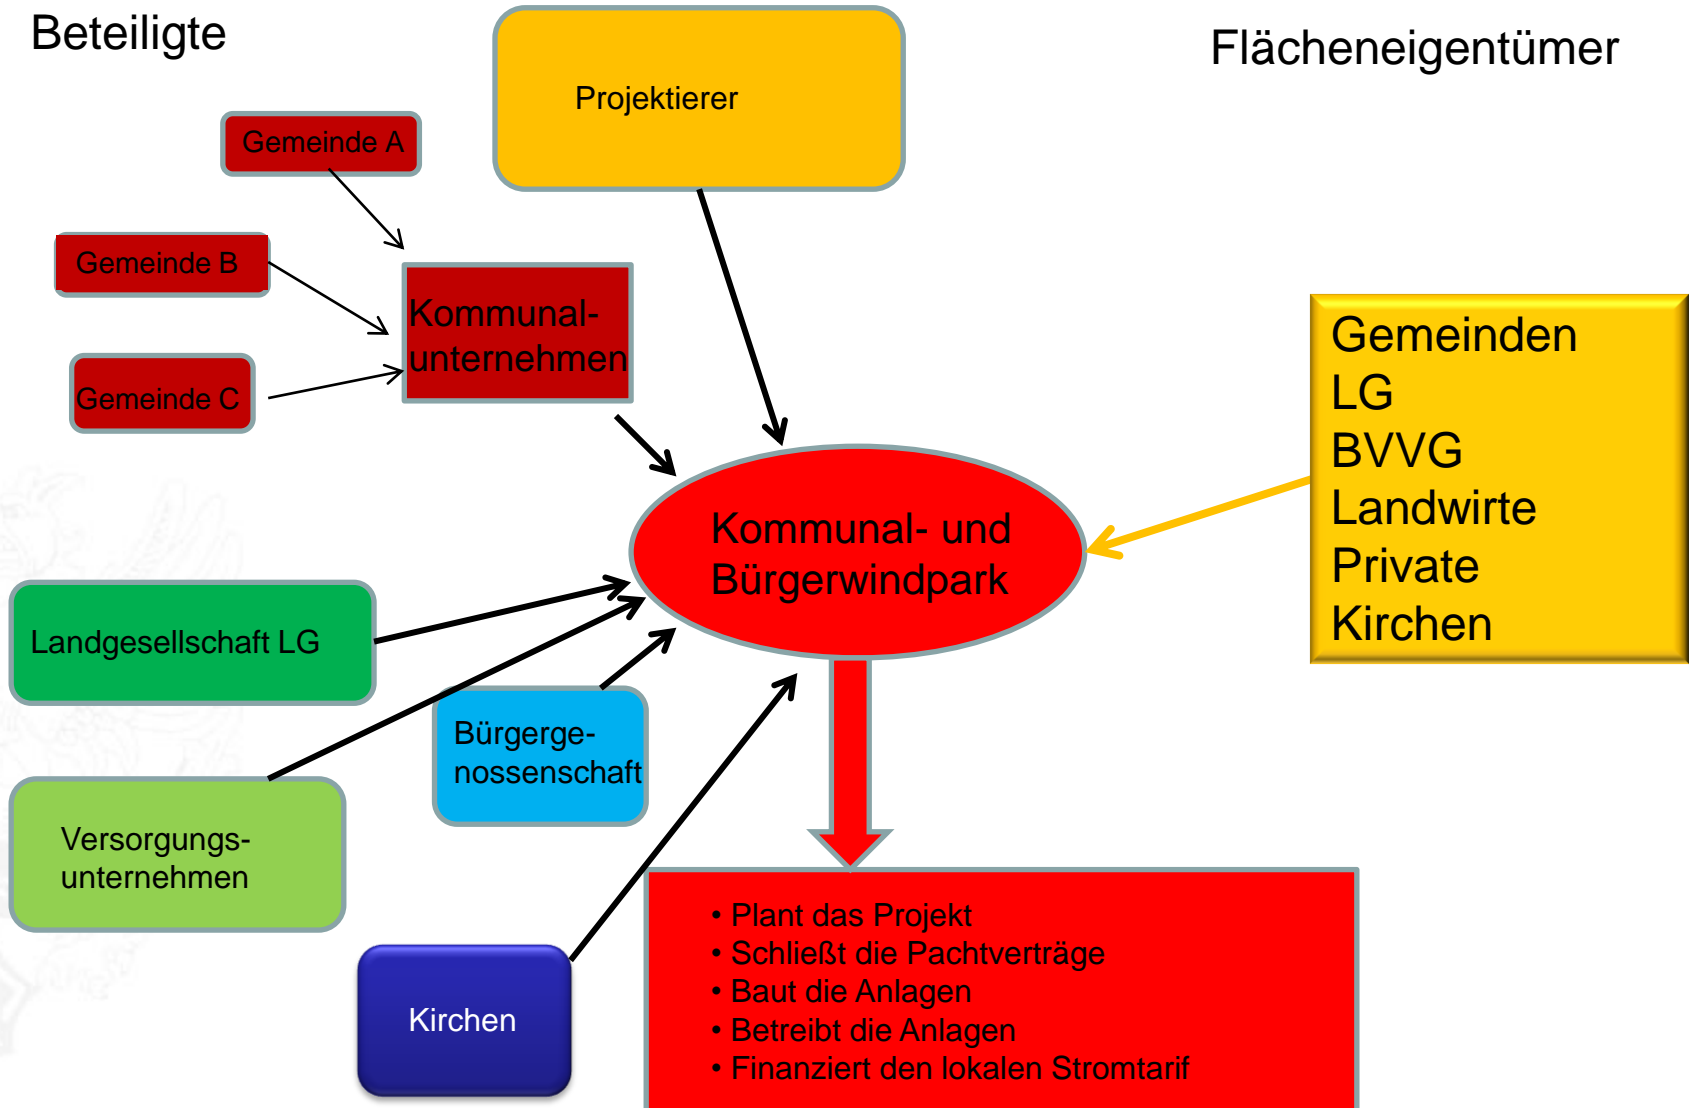 Beteiligte
Flächeneigentümer
Projektierer
Gemeinde A
Gemeinde B
Gemeinde C
Kommunal-
unternehmen
Gemeinden
LG
BVVG
Landwirte
Private
Kirchen
Kommunal- und
Bürgerwindpark
Landgesellschaft LG
Bürgerge-
nossenschaft
Versorgungs-
unternehmen
Kirchen
• Plant das Projekt
• Schließt die Pachtverträge
• Baut die Anlagen
• Betreibt die Anlagen
• Finanziert den lokalen Stromtarif